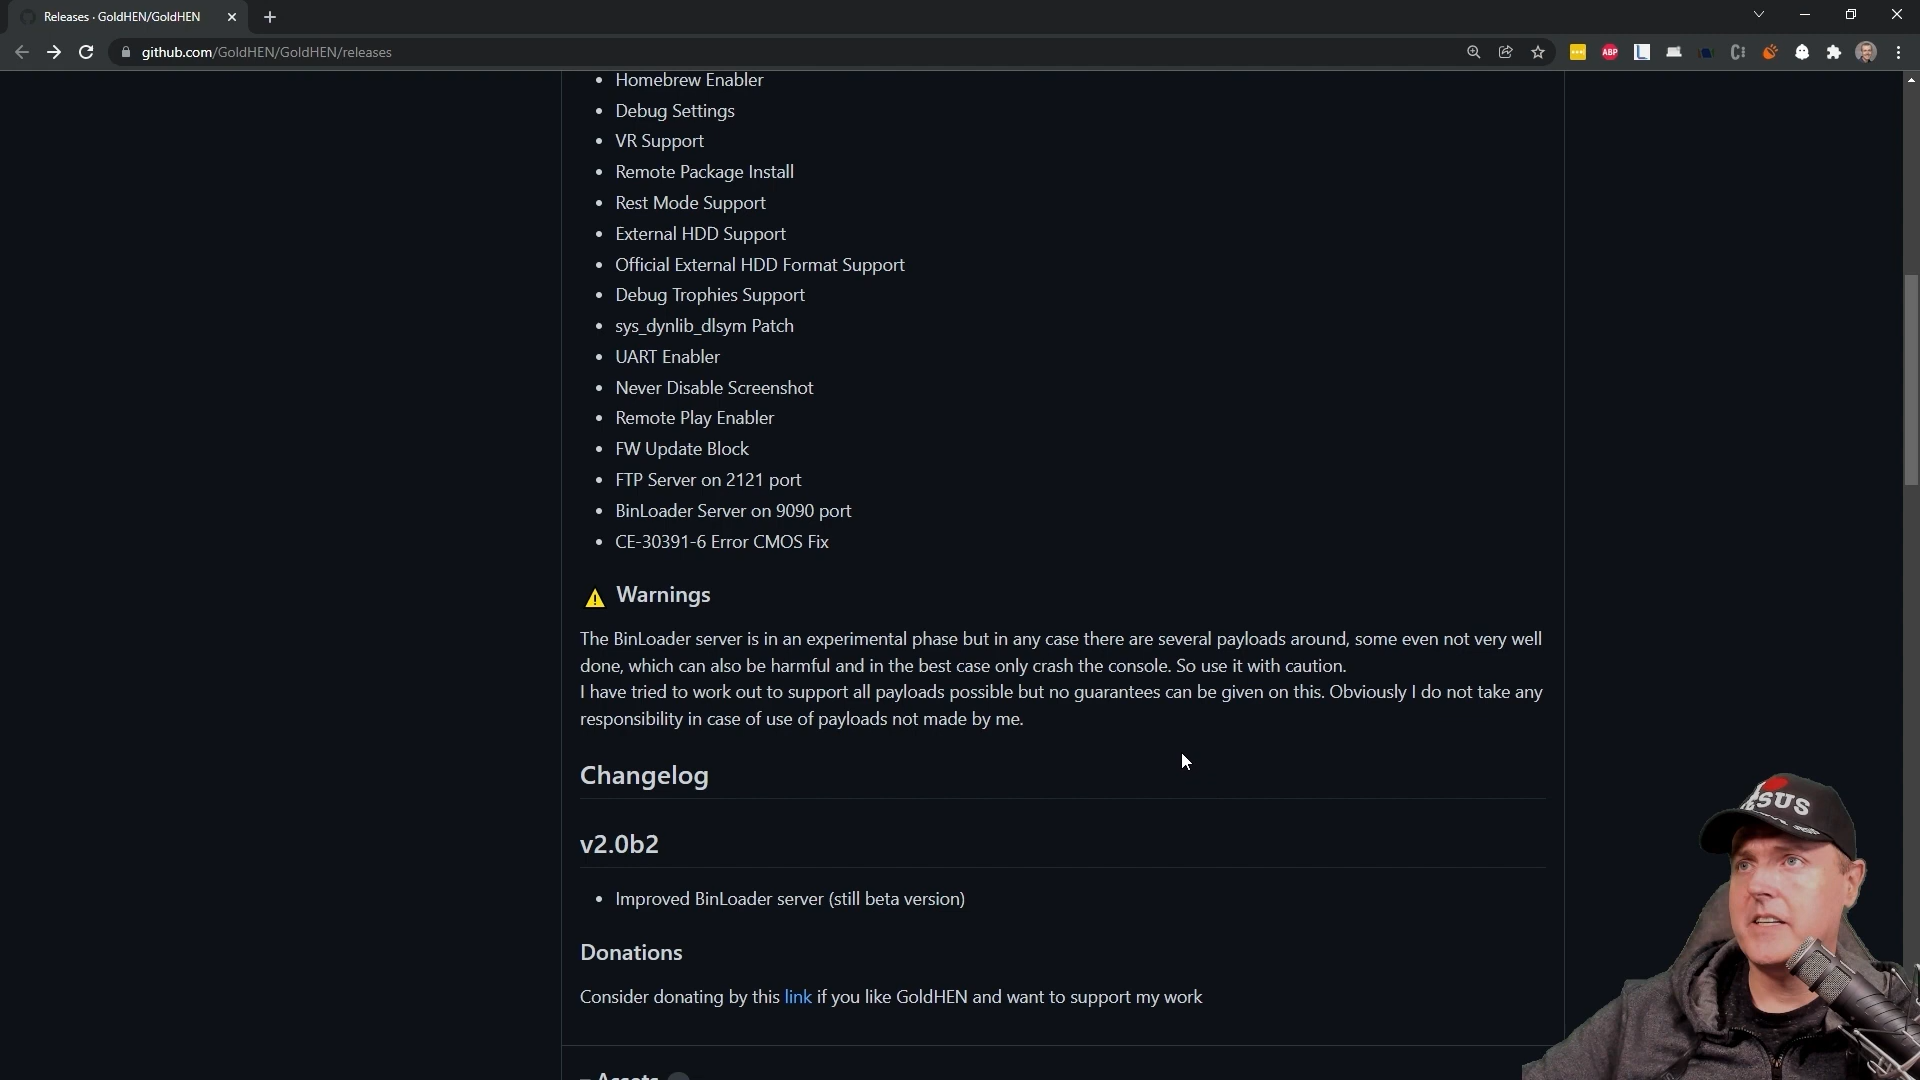 Releases · GoldHEN/GoldHEN
github.com/GoldHEN/GoldHEN/releases
ABP
Homebrew Enabler
Debug Settings
VR Support
Remote Package Install
Rest Mode Support
External HDD Support
Official External HDD Format Support
Debug Trophies Support
sys_dynlib_dlsym Patch
UART Enabler
Never Disable Screenshot
Remote Play Enabler
FW Update Block
FTP Server on 2121 port
BinLoader Server on 9090 port
CE-30391-6 Error CMOS Fix
Warnings
The BinLoader server is in an experimental phase but in any case there are several payloads around, some even not very well
done, which can also be harmful and in the best case only crash the console. So use it with caution.
I have tried to work out to support all payloads possible but no guarantees can be given on this. Obviously I do not take any
responsibility in case of use of payloads not made by me.
Changelog
v2.0b2
Improved BinLoader server (still beta version)
Donations
Consider donating by this link if you like GoldHEN and want to support my work
Assets